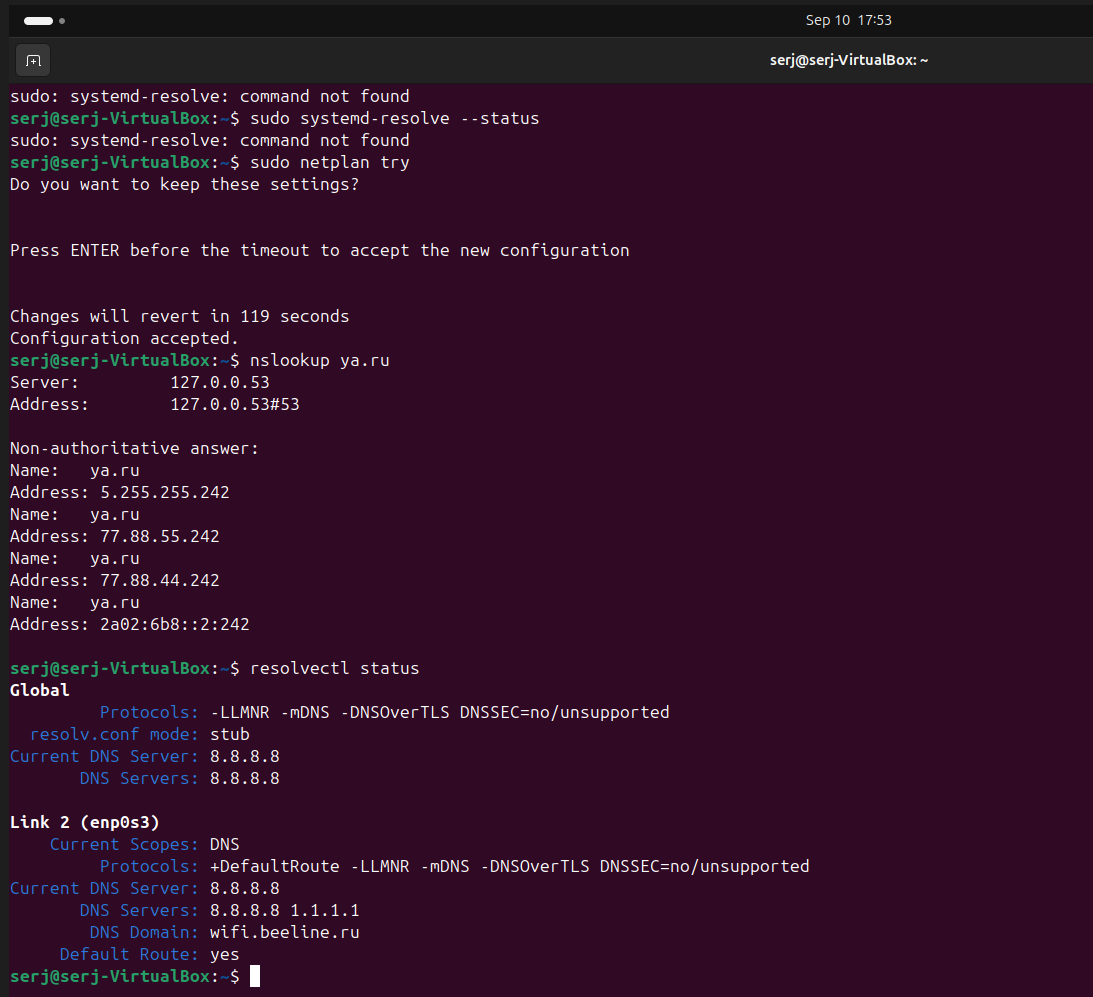 Sep 10 17:53
serj@serj-VirtualBox: ~
sudo: systemd-resolve: command not found
serj@serj-VirtualBox:~$ sudo systemd-resolve --status
sudo: systemd-resolve: command not found
serj@serj-VirtualBox:~$ sudo netplan try
Do you want to keep these settings?
Press ENTER before the timeout to accept the new configuration
Changes will revert in 119 seconds
Configuration accepted.
serj@serj-VirtualBox:~$ nslookup ya.ru
Server:         127.0.0.53
Address:        127.0.0.53#53
Non-authoritative answer:
Name:   ya.ru
Address: 5.255.255.242
Name:   ya.ru
Address: 77.88.55.242
Name:   ya.ru
Address: 77.88.44.242
Name:   ya.ru
Address: 2a02:6b8::2:242
serj@serj-VirtualBox:~$ resolvectl status
Global
Protocols: -LLMNR -mDNS -DNSOverTLS DNSSEC=no/unsupported
resolv.conf mode: stub
Current DNS Server: 8.8.8.8
DNS Servers: 8.8.8.8
Link 2 (enp0s3)
Current Scopes: DNS
Protocols: +DefaultRoute -LLMNR -mDNS -DNSOverTLS DNSSEC=no/unsupported
Current DNS Server: 8.8.8.8
DNS Servers: 8.8.8.8 1.1.1.1
DNS Domain: wifi.beeline.ru
Default Route: yes
serj@serj-VirtualBox:~$